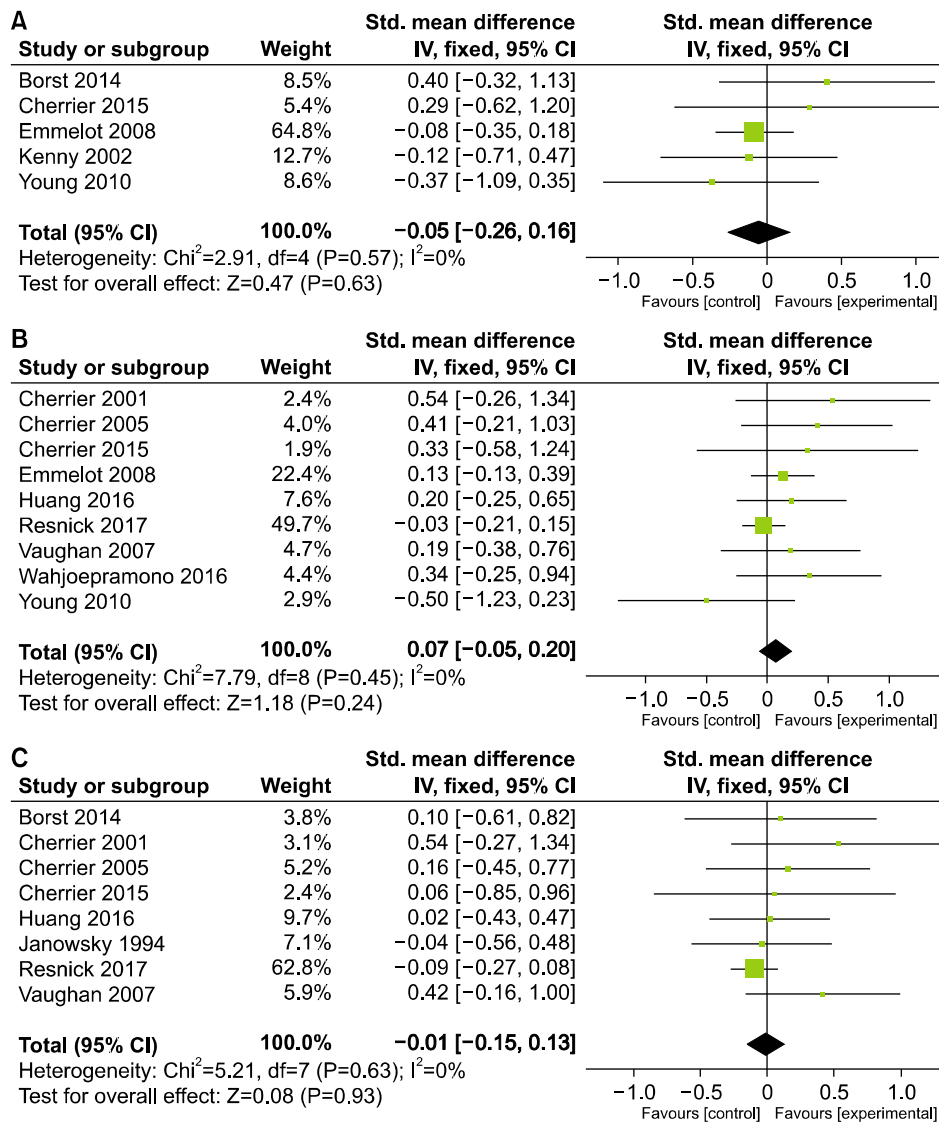 A
Std. mean difference Std. mean difference
Study or subgroup Weight IV, fixed, 95% CI IV, fixed, 95% CI
Borst 2014 8.5% 0.40 [−0.32, 1.13]
Cherrier 2015 5.4% 0.29 [−0.62, 1.20]
Emmelot 2008 64.8% −0.08 [−0.35, 0.18]
Kenny 2002 12.7% −0.12 [−0.71, 0.47]
Young 2010 8.6% −0.37 [−1.09, 0.35]
Total (95% CI) 100.0% −0.05 [−0.26, 0.16]
Heterogeneity: Chi²=2.91, df=4 (P=0.57); I²=0%
Test for overall effect: Z=0.47 (P=0.63)
−1.0 −0.5 0 0.5 1.0
Favours [control] Favours [experimental]
B
Std. mean difference Std. mean difference
Study or subgroup Weight IV, fixed, 95% CI IV, fixed, 95% CI
Cherrier 2001 2.4% 0.54 [−0.26, 1.34]
Cherrier 2005 4.0% 0.41 [−0.21, 1.03]
Cherrier 2015 1.9% 0.33 [−0.58, 1.24]
Emmelot 2008 22.4% 0.13 [−0.13, 0.39]
Huang 2016 7.6% 0.20 [−0.25, 0.65]
Resnick 2017 49.7% −0.03 [−0.21, 0.15]
Vaughan 2007 4.7% 0.19 [−0.38, 0.76]
Wahjoepramono 2016 4.4% 0.34 [−0.25, 0.94]
Young 2010 2.9% −0.50 [−1.23, 0.23]
Total (95% CI) 100.0% 0.07 [−0.05, 0.20]
Heterogeneity: Chi²=7.79, df=8 (P=0.45); I²=0%
Test for overall effect: Z=1.18 (P=0.24)
−1.0 −0.5 0 0.5 1.0
Favours [control] Favours [experimental]
C
Std. mean difference Std. mean difference
Study or subgroup Weight IV, fixed, 95% CI IV, fixed, 95% CI
Borst 2014 3.8% 0.10 [−0.61, 0.82]
Cherrier 2001 3.1% 0.54 [−0.27, 1.34]
Cherrier 2005 5.2% 0.16 [−0.45, 0.77]
Cherrier 2015 2.4% 0.06 [−0.85, 0.96]
Huang 2016 9.7% 0.02 [−0.43, 0.47]
Janowsky 1994 7.1% −0.04 [−0.56, 0.48]
Resnick 2017 62.8% −0.09 [−0.27, 0.08]
Vaughan 2007 5.9% 0.42 [−0.16, 1.00]
Total (95% CI) 100.0% −0.01 [−0.15, 0.13]
Heterogeneity: Chi²=5.21, df=7 (P=0.63); I²=0%
Test for overall effect: Z=0.08 (P=0.93)
−1.0 −0.5 0 0.5 1.0
Favours [control] Favours [experimental]